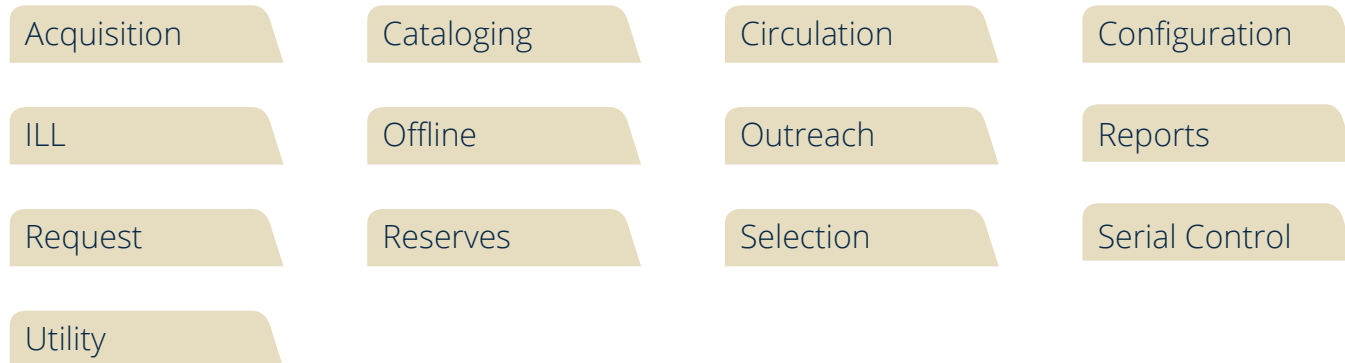 Acquisition
Cataloging
Circulation
Configuration
ILL
Offline
Outreach
Reports
Request
Reserves
Selection
Serial Control
Utility